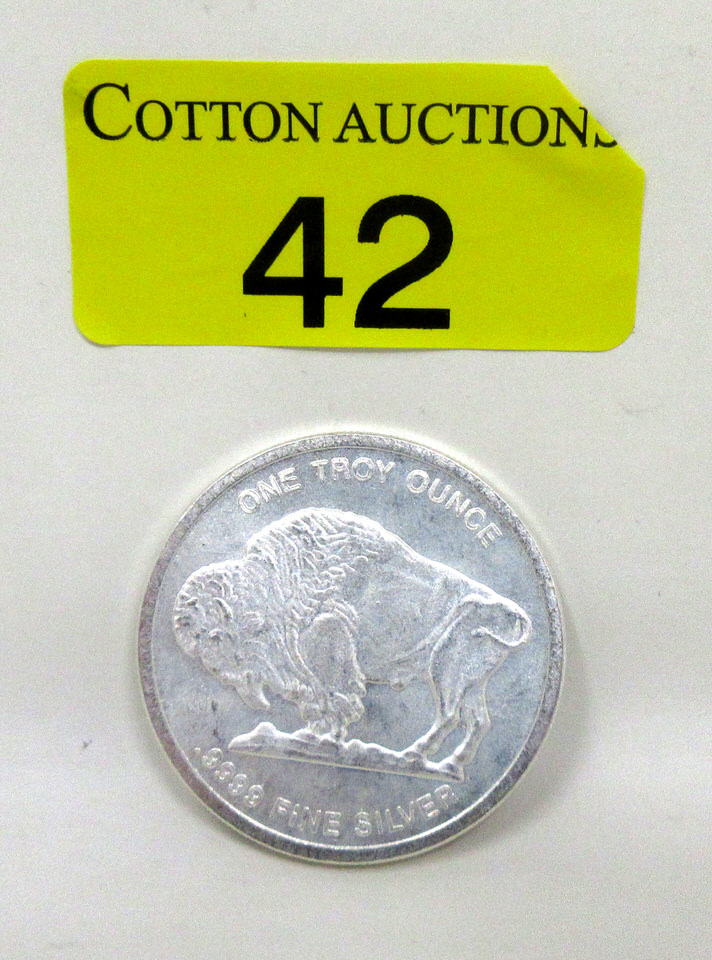 COTTON AUCTIONS
42
ONE TROY OUNCE
.9999 FINE SILVER